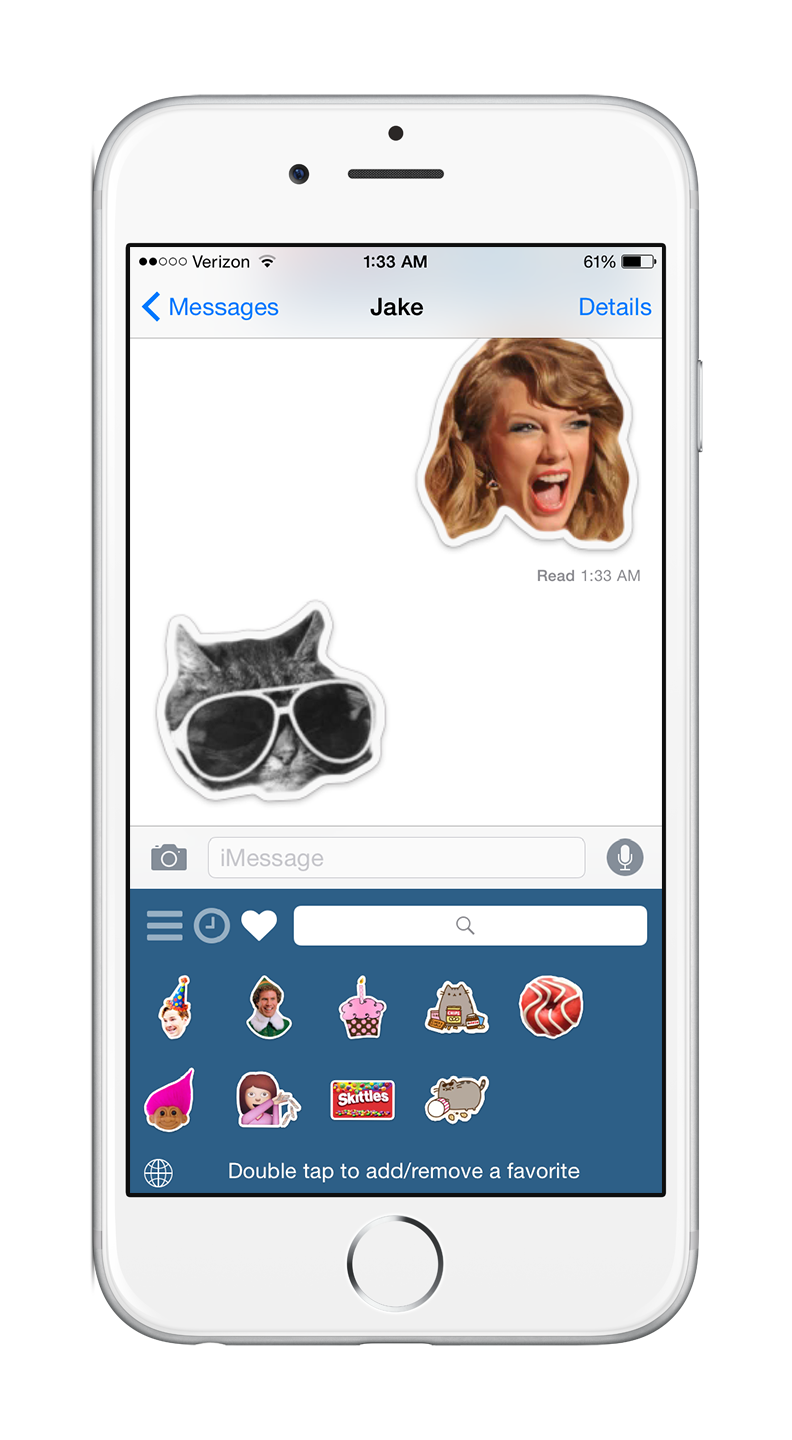 Verizon 1:33 AM 61%
Messages Jake Details
Read 1:33 AM
iMessage
CHIPS
Skittles
Double tap to add/remove a favorite